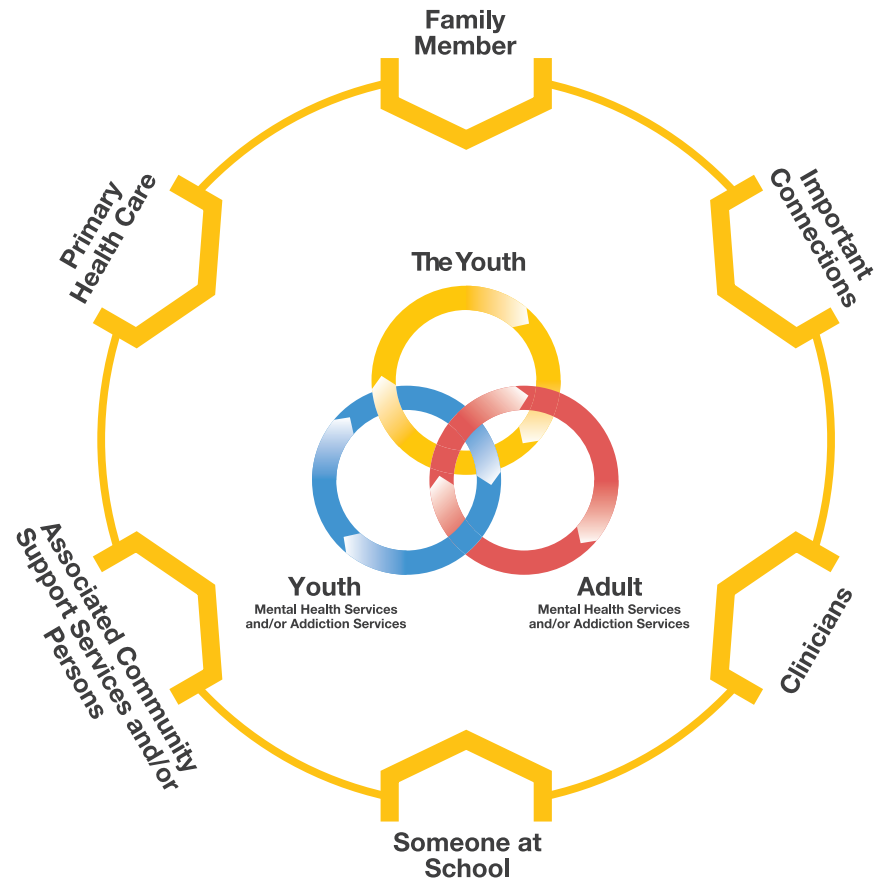 Family
Member
Important
Connections
Primary
Health Care
The Youth
Youth
Mental Health Services
and/or Addiction Services
Adult
Mental Health Services
and/or Addiction Services
Associated Community
Support Services and/or
Persons
Clinicians
Someone at
School